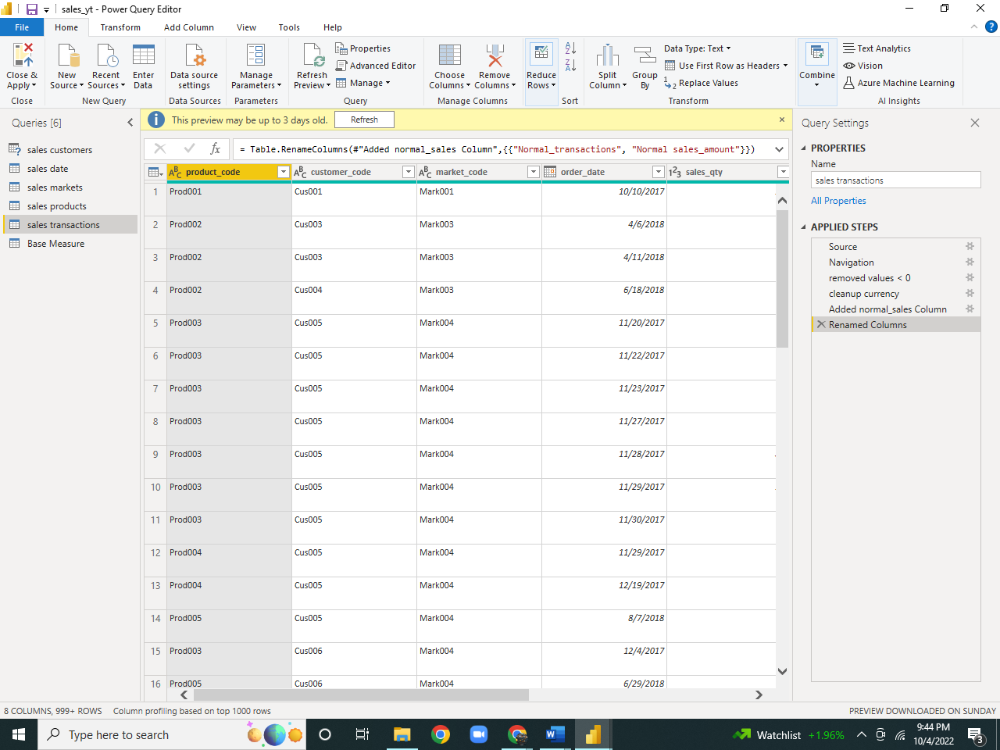 sales_yt - Power Query Editor
File Home Transform Add Column View Tools Help
Close & Apply
Close
New Source
Recent Sources
Enter Data
New Query
Data source settings
Data Sources
Manage Parameters
Parameters
Refresh Preview
Properties
Advanced Editor
Manage
Query
Choose Columns
Remove Columns
Manage Columns
Reduce Rows
Sort
Split Column
Group By
Data Type: Text
Use First Row as Headers
Replace Values
Transform
Combine
Text Analytics
Vision
Azure Machine Learning
AI Insights
Queries [6]
sales customers
sales date
sales markets
sales products
sales transactions
Base Measure
This preview may be up to 3 days old. Refresh
= Table.RenameColumns(#"Added normal_sales Column",{{"Normal_transactions", "Normal sales_amount"}})
product_code customer_code market_code order_date sales_qty
1 Prod001 Cus001 Mark001 10/10/2017
2 Prod002 Cus003 Mark003 4/6/2018
3 Prod002 Cus003 Mark003 4/11/2018
4 Prod002 Cus004 Mark003 6/18/2018
5 Prod003 Cus005 Mark004 11/20/2017
6 Prod003 Cus005 Mark004 11/22/2017
7 Prod003 Cus005 Mark004 11/23/2017
8 Prod003 Cus005 Mark004 11/27/2017
9 Prod003 Cus005 Mark004 11/28/2017
10 Prod003 Cus005 Mark004 11/29/2017
11 Prod003 Cus005 Mark004 11/30/2017
12 Prod004 Cus005 Mark004 11/29/2017
13 Prod004 Cus005 Mark004 12/19/2017
14 Prod005 Cus005 Mark004 8/7/2018
15 Prod003 Cus006 Mark004 12/4/2017
16 Prod005 Cus006 Mark004 6/29/2018
Query Settings
PROPERTIES
Name
sales transactions
All Properties
APPLIED STEPS
Source
Navigation
removed values < 0
cleanup currency
Added normal_sales Column
Renamed Columns
8 COLUMNS, 999+ ROWS Column profiling based on top 1000 rows
PREVIEW DOWNLOADED ON SUNDAY
Type here to search
Watchlist +1.96%
9:44 PM
10/4/2022
3